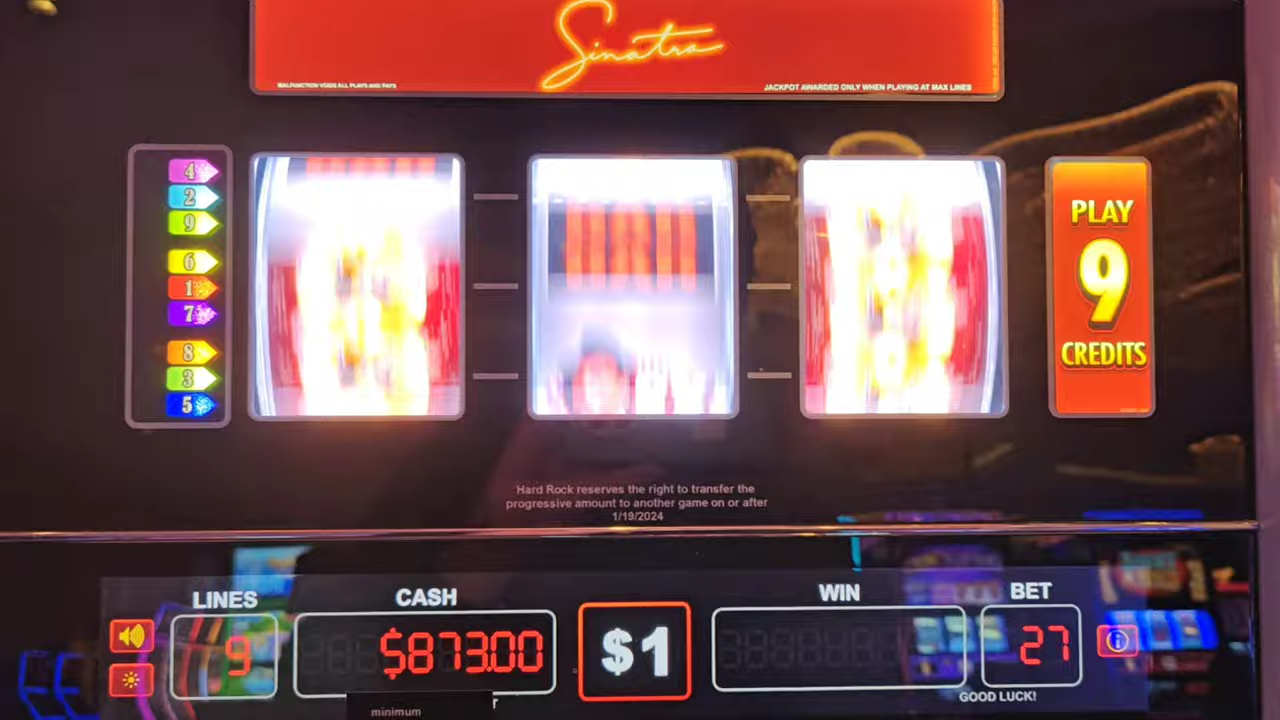 Sinatra
MALFUNCTION VOIDS ALL PLAYS AND PAYS
JACKPOT AWARDED ONLY WHEN PLAYING AT MAX LINES
4
2
9
6
1
7
8
3
5
PLAY
9
CREDITS
Hard Rock reserves the right to transfer the
progressive amount to another game on or after
1/19/2024
LINES
CASH
WIN
BET
9
$873.00
$1
27
GOOD LUCK!
minimum